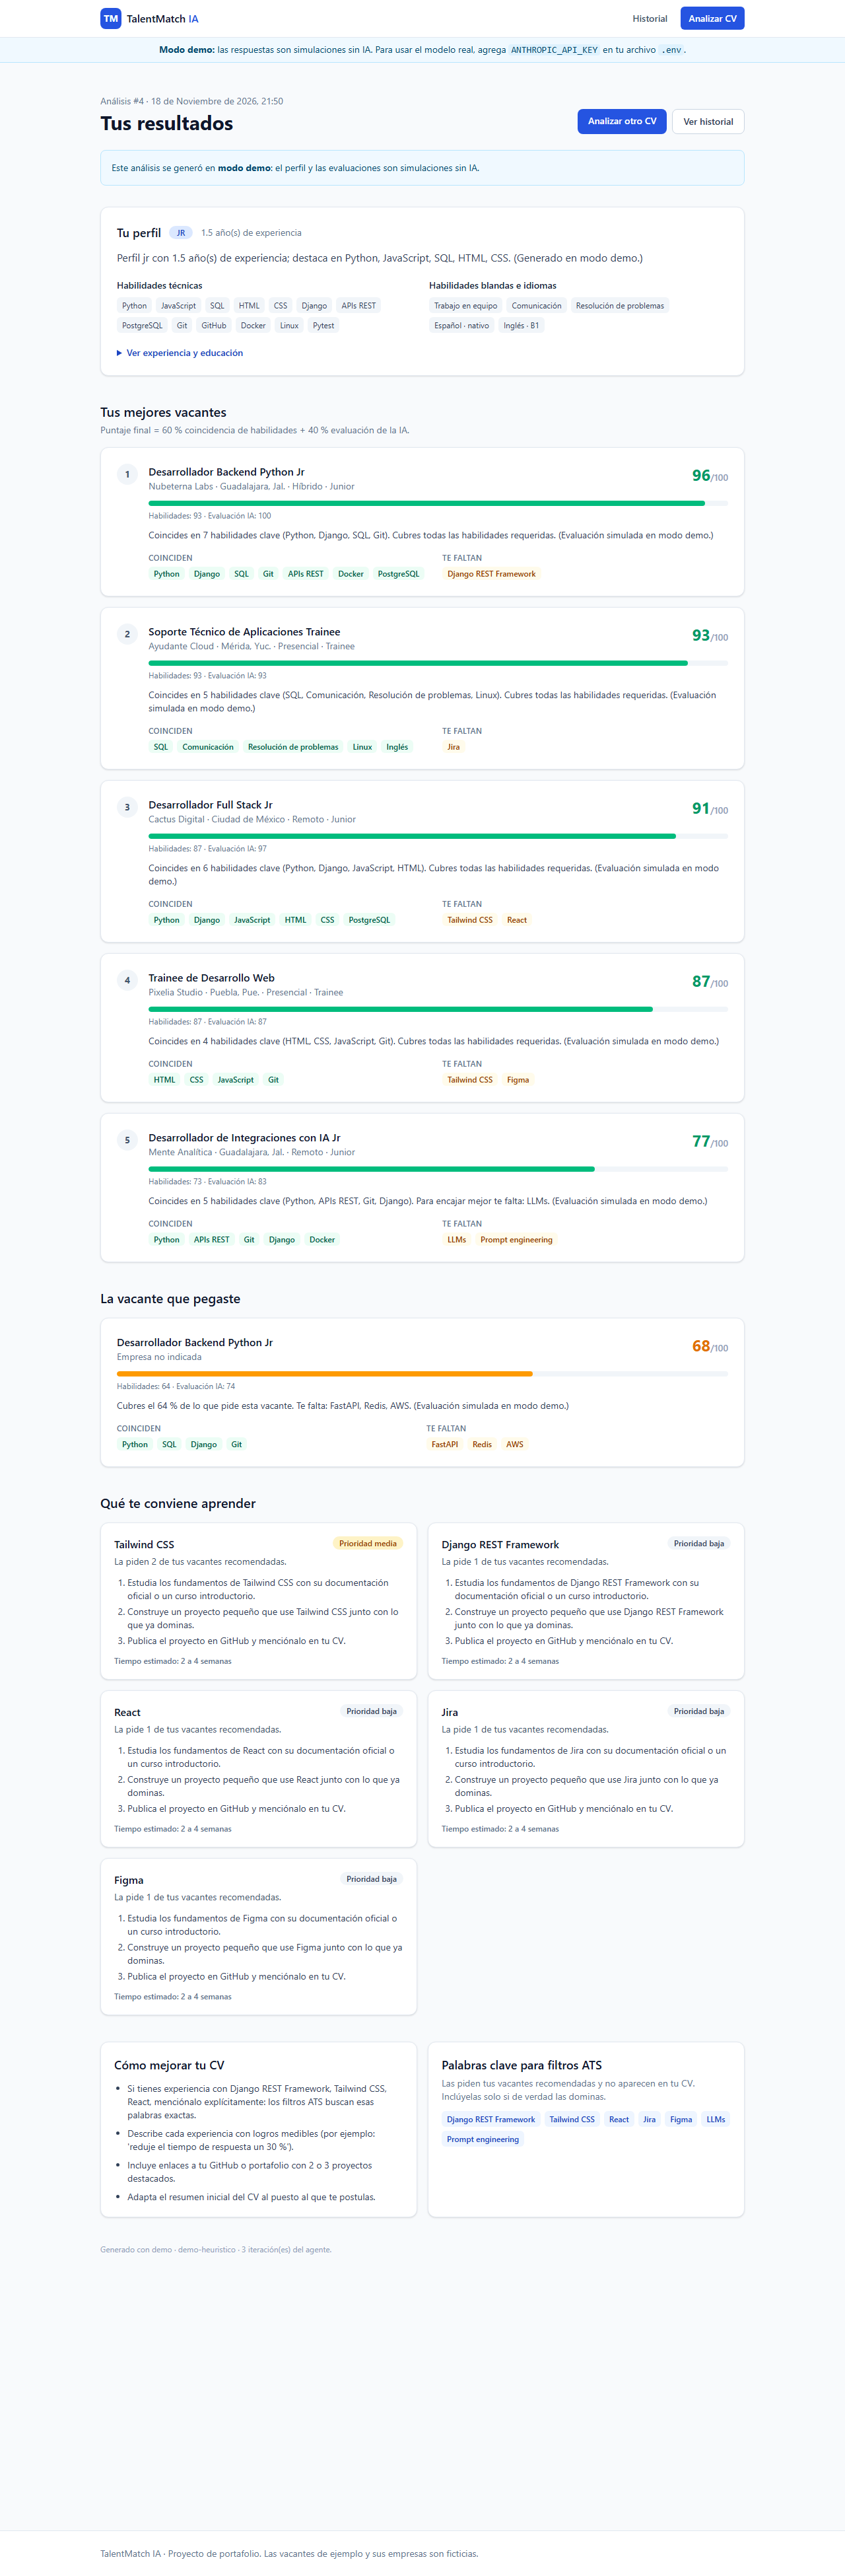 TM TalentMatch IA
Historial
Analizar CV
Modo demo: las respuestas son simulaciones sin IA. Para usar el modelo real, agrega ANTHROPIC_API_KEY en tu archivo .env .
Análisis #4 · 18 de Noviembre de 2026, 21:50
Tus resultados
Analizar otro CV
Ver historial
Este análisis se generó en modo demo: el perfil y las evaluaciones son simulaciones sin IA.
Tu perfil JR 1.5 año(s) de experiencia
Perfil jr con 1.5 año(s) de experiencia; destaca en Python, JavaScript, SQL, HTML, CSS. (Generado en modo demo.)
Habilidades técnicas
Python JavaScript SQL HTML CSS Django APIs REST
PostgreSQL Git GitHub Docker Linux Pytest
Habilidades blandas e idiomas
Trabajo en equipo Comunicación Resolución de problemas
Español · nativo Inglés · B1
Ver experiencia y educación
Tus mejores vacantes
Puntaje final = 60 % coincidencia de habilidades + 40 % evaluación de la IA.
1 Desarrollador Backend Python Jr 96/100
Nubeterna Labs · Guadalajara, Jal. · Híbrido · Junior
Habilidades: 93 · Evaluación IA: 100
Coincides en 7 habilidades clave (Python, Django, SQL, Git). Cubres todas las habilidades requeridas. (Evaluación simulada en modo demo.)
COINCIDEN
Python Django SQL Git APIs REST Docker PostgreSQL
TE FALTAN
Django REST Framework
2 Soporte Técnico de Aplicaciones Trainee 93/100
Ayudante Cloud · Mérida, Yuc. · Presencial · Trainee
Habilidades: 93 · Evaluación IA: 93
Coincides en 5 habilidades clave (SQL, Comunicación, Resolución de problemas, Linux). Cubres todas las habilidades requeridas. (Evaluación
simulada en modo demo.)
COINCIDEN
SQL Comunicación Resolución de problemas Linux Inglés
TE FALTAN
Jira
3 Desarrollador Full Stack Jr 91/100
Cactus Digital · Ciudad de México · Remoto · Junior
Habilidades: 87 · Evaluación IA: 97
Coincides en 6 habilidades clave (Python, Django, JavaScript, HTML). Cubres todas las habilidades requeridas. (Evaluación simulada en modo
demo.)
COINCIDEN
Python Django JavaScript HTML CSS PostgreSQL
TE FALTAN
Tailwind CSS React
4 Trainee de Desarrollo Web 87/100
Pixelia Studio · Puebla, Pue. · Presencial · Trainee
Habilidades: 87 · Evaluación IA: 87
Coincides en 4 habilidades clave (HTML, CSS, JavaScript, Git). Cubres todas las habilidades requeridas. (Evaluación simulada en modo demo.)
COINCIDEN
HTML CSS JavaScript Git
TE FALTAN
Tailwind CSS Figma
5 Desarrollador de Integraciones con IA Jr 77/100
Mente Analítica · Guadalajara, Jal. · Remoto · Junior
Habilidades: 73 · Evaluación IA: 83
Coincides en 5 habilidades clave (Python, APIs REST, Git, Django). Para encajar mejor te falta: LLMs. (Evaluación simulada en modo demo.)
COINCIDEN
Python APIs REST Git Django Docker
TE FALTAN
LLMs Prompt engineering
La vacante que pegaste
Desarrollador Backend Python Jr 68/100
Empresa no indicada
Habilidades: 64 · Evaluación IA: 74
Cubres el 64 % de lo que pide esta vacante. Te falta: FastAPI, Redis, AWS. (Evaluación simulada en modo demo.)
COINCIDEN
Python SQL Django Git
TE FALTAN
FastAPI Redis AWS
Qué te conviene aprender
Tailwind CSS Prioridad media
La piden 2 de tus vacantes recomendadas.
1. Estudia los fundamentos de Tailwind CSS con su documentación
oficial o un curso introductorio.
2. Construye un proyecto pequeño que use Tailwind CSS junto con lo
que ya dominas.
3. Publica el proyecto en GitHub y menciónalo en tu CV.
Tiempo estimado: 2 a 4 semanas
Django REST Framework Prioridad baja
La pide 1 de tus vacantes recomendadas.
1. Estudia los fundamentos de Django REST Framework con su
documentación oficial o un curso introductorio.
2. Construye un proyecto pequeño que use Django REST Framework
junto con lo que ya dominas.
3. Publica el proyecto en GitHub y menciónalo en tu CV.
Tiempo estimado: 2 a 4 semanas
React Prioridad baja
La pide 1 de tus vacantes recomendadas.
1. Estudia los fundamentos de React con su documentación oficial o
un curso introductorio.
2. Construye un proyecto pequeño que use React junto con lo que ya
dominas.
3. Publica el proyecto en GitHub y menciónalo en tu CV.
Tiempo estimado: 2 a 4 semanas
Jira Prioridad baja
La pide 1 de tus vacantes recomendadas.
1. Estudia los fundamentos de Jira con su documentación oficial o un
curso introductorio.
2. Construye un proyecto pequeño que use Jira junto con lo que ya
dominas.
3. Publica el proyecto en GitHub y menciónalo en tu CV.
Tiempo estimado: 2 a 4 semanas
Figma Prioridad baja
La pide 1 de tus vacantes recomendadas.
1. Estudia los fundamentos de Figma con su documentación oficial o
un curso introductorio.
2. Construye un proyecto pequeño que use Figma junto con lo que ya
dominas.
3. Publica el proyecto en GitHub y menciónalo en tu CV.
Tiempo estimado: 2 a 4 semanas
Cómo mejorar tu CV
• Si tienes experiencia con Django REST Framework, Tailwind CSS,
React, menciónalo explícitamente: los filtros ATS buscan esas
palabras exactas.
• Describe cada experiencia con logros medibles (por ejemplo:
'reduje el tiempo de respuesta un 30 %').
• Incluye enlaces a tu GitHub o portafolio con 2 o 3 proyectos
destacados.
• Adapta el resumen inicial del CV al puesto al que te postulas.
Palabras clave para filtros ATS
Las piden tus vacantes recomendadas y no aparecen en tu CV.
Inclúyelas solo si de verdad las dominas.
Django REST Framework Tailwind CSS React Jira Figma LLMs
Prompt engineering
Generado con demo · demo-heuristico · 3 iteración(es) del agente.
TalentMatch IA · Proyecto de portafolio. Las vacantes de ejemplo y sus empresas son ficticias.